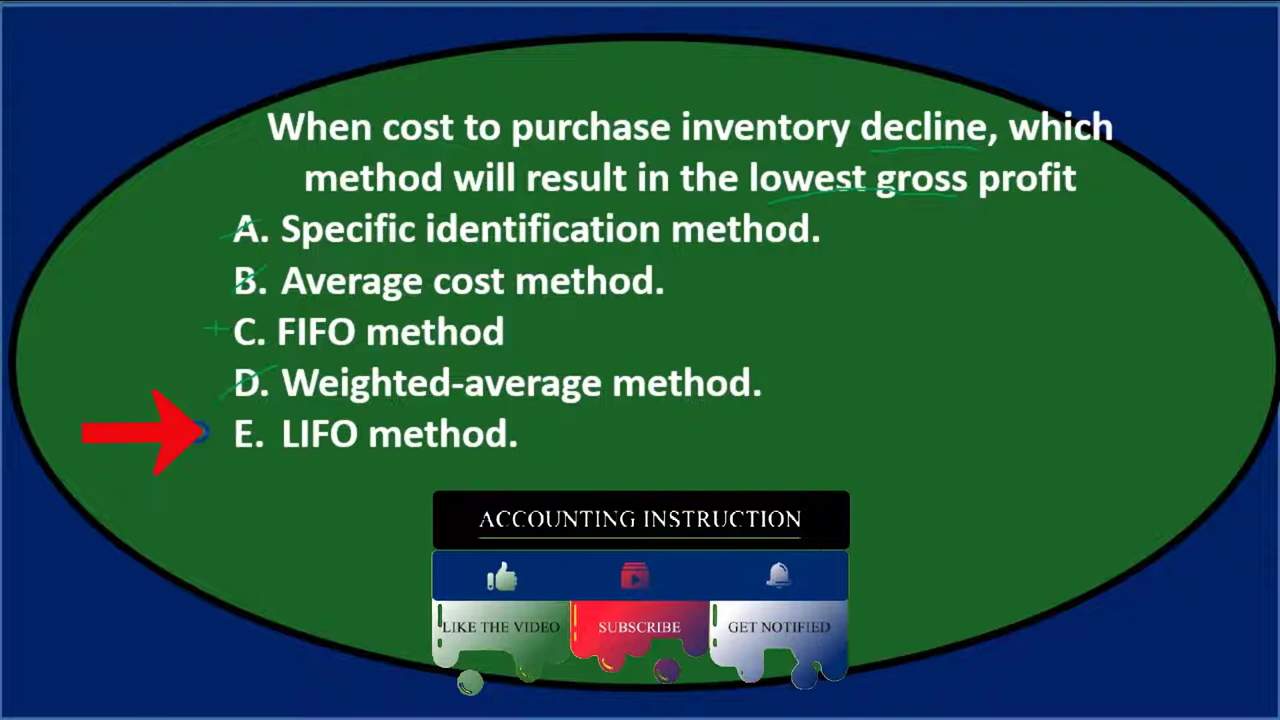 When cost to purchase inventory decline, which
method will result in the lowest gross profit
A. Specific identification method.
B. Average cost method.
C. FIFO method
D. Weighted-average method.
E. LIFO method.
ACCOUNTING INSTRUCTION
LIKE THE VIDEO SUBSCRIBE GET NOTIFIED